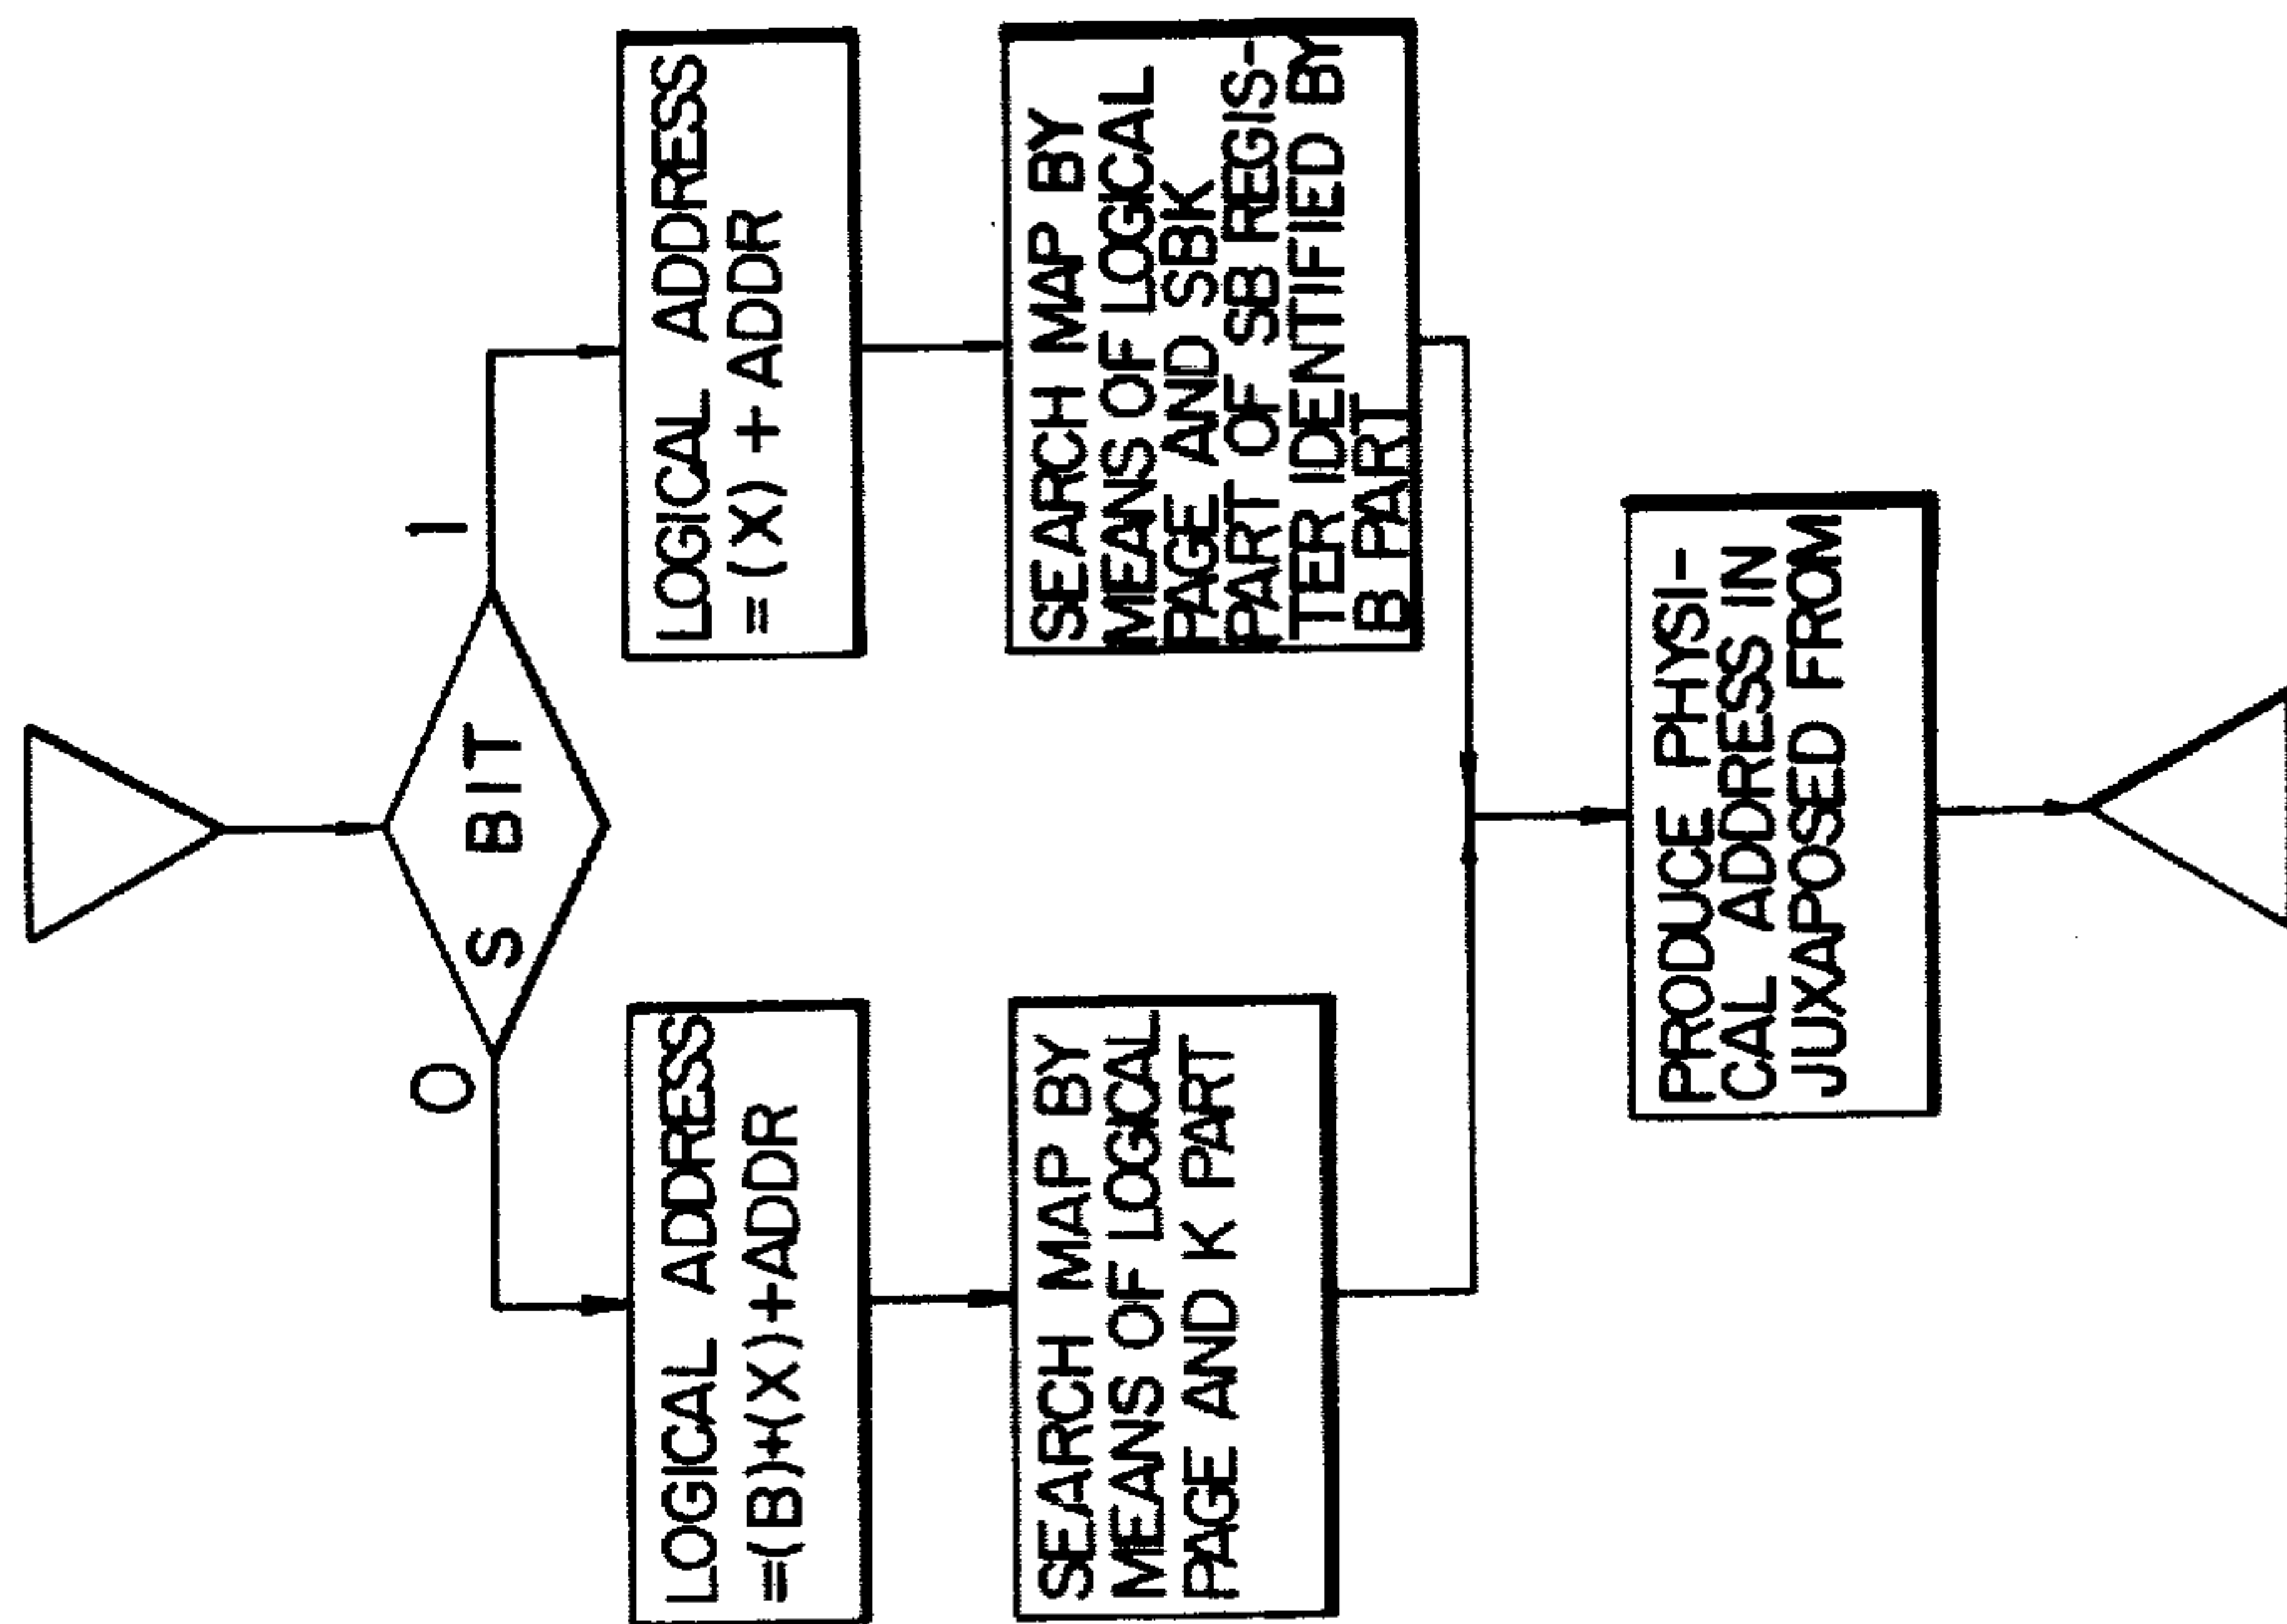 S BIT
O
LOGICAL ADDRESS
=(B)+(X)+ADDR
SEARCH MAP BY
MEANS OF LOGICAL
PAGE AND K PART
1
LOGICAL ADDRESS
=(X)+ADDR
SEARCH MAP BY
MEANS OF LOGICAL
PAGE AND SBK
PART OF SB REGIS-
TER IDENTIFIED BY
B PART
PRODUCE PHYSI-
CAL ADDRESS IN
JUXAPOSED FROM